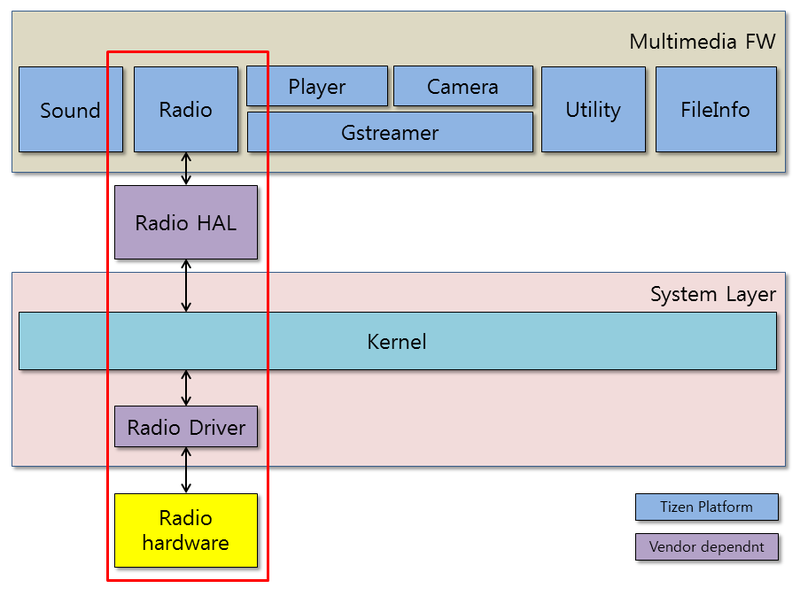 Multimedia FW
Sound
Radio
Player
Camera
Gstreamer
Utility
FileInfo
Radio HAL
System Layer
Kernel
Radio Driver
Radio
hardware
Tizen Platform
Vendor dependnt